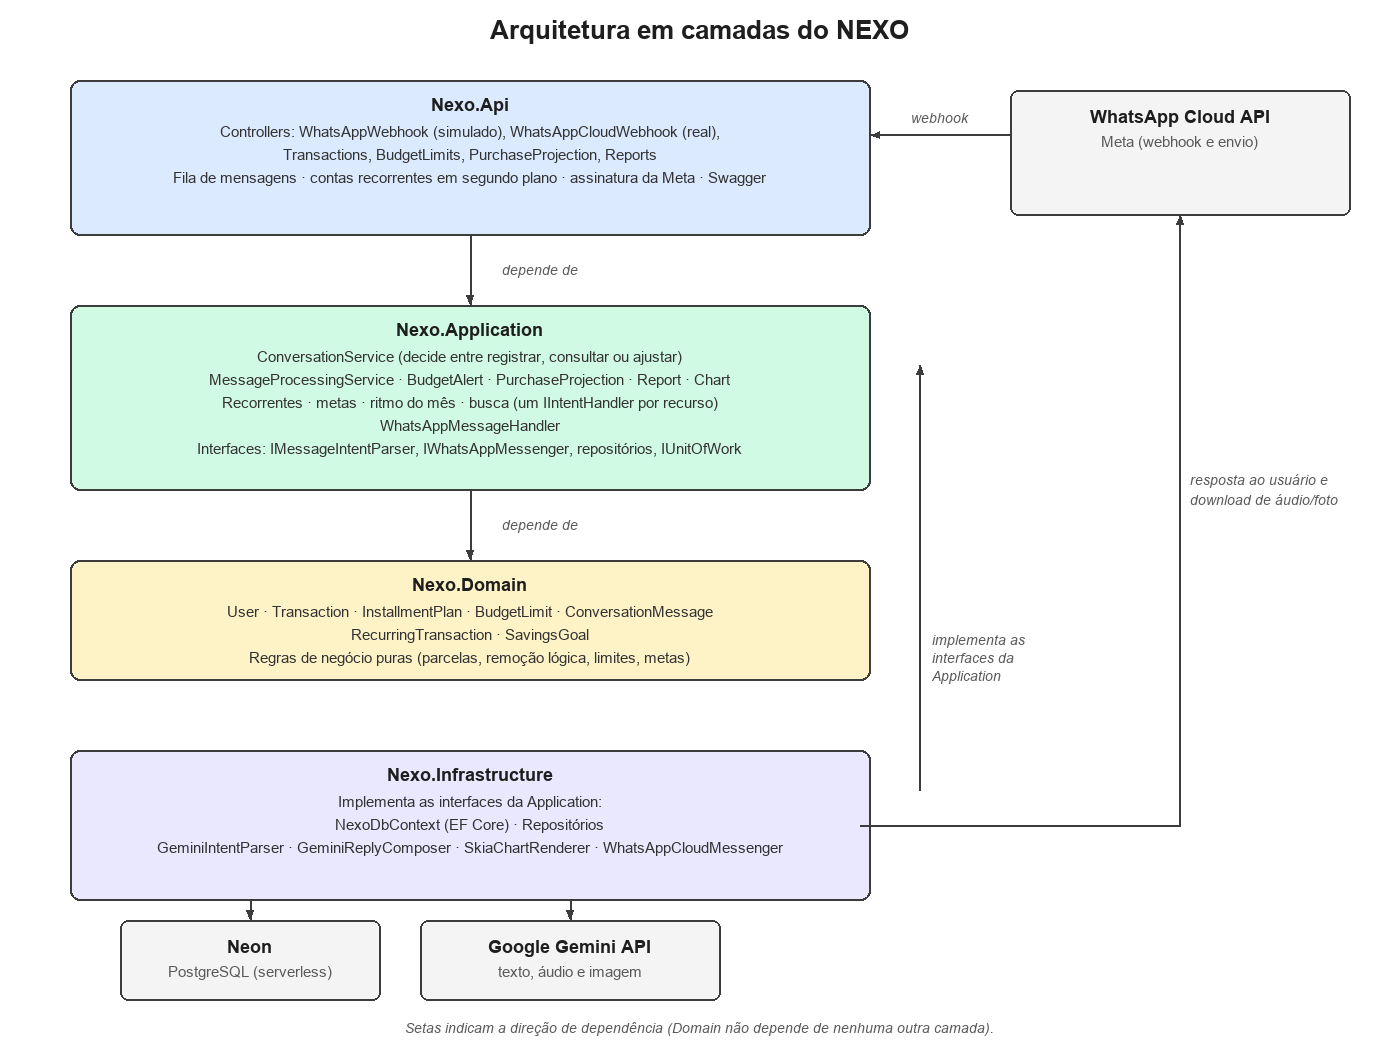 Arquitetura em camadas do NEXO
Nexo.Api
Controllers: WhatsAppWebhook (simulado), WhatsAppCloudWebhook (real),
Transactions, BudgetLimits, PurchaseProjection, Reports
Fila de mensagens · contas recorrentes em segundo plano · assinatura da Meta · Swagger
webhook
WhatsApp Cloud API
Meta (webhook e envio)
depende de
Nexo.Application
ConversationService (decide entre registrar, consultar ou ajustar)
MessageProcessingService · BudgetAlert · PurchaseProjection · Report · Chart
Recorrentes · metas · ritmo do mês · busca (um IIntentHandler por recurso)
WhatsAppMessageHandler
Interfaces: IMessageIntentParser, IWhatsAppMessenger, repositórios, IUnitOfWork
resposta ao usuário e
download de áudio/foto
depende de
Nexo.Domain
User · Transaction · InstallmentPlan · BudgetLimit · ConversationMessage
RecurringTransaction · SavingsGoal
Regras de negócio puras (parcelas, remoção lógica, limites, metas)
implementa as
interfaces da
Application
Nexo.Infrastructure
Implementa as interfaces da Application:
NexoDbContext (EF Core) · Repositórios
GeminiIntentParser · GeminiReplyComposer · SkiaChartRenderer · WhatsAppCloudMessenger
Neon
PostgreSQL (serverless)
Google Gemini API
texto, áudio e imagem
Setas indicam a direção de dependência (Domain não depende de nenhuma outra camada).